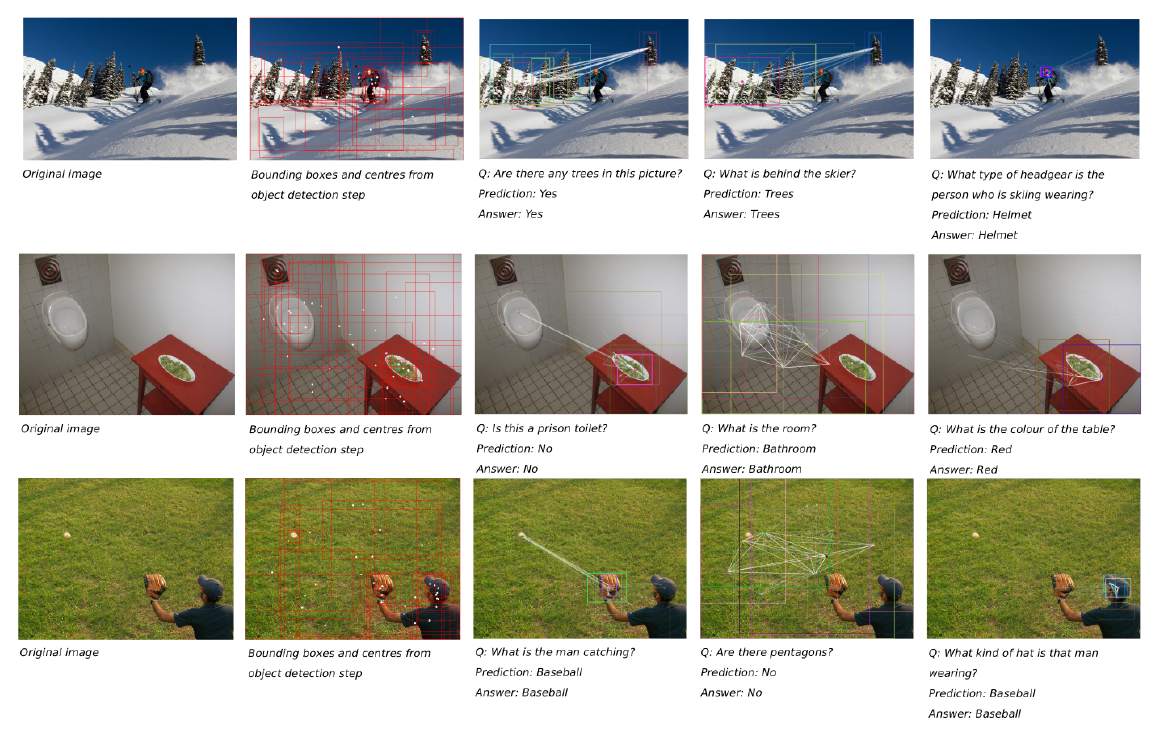 Original image
Bounding boxes and centres from
object detection step
Q: Are there any trees in this picture?
Prediction: Yes
Answer: Yes
Q: What is behind the skier?
Prediction: Trees
Answer: Trees
Q: What type of headgear is the
person who is skiing wearing?
Prediction: Helmet
Answer: Helmet
Original image
Bounding boxes and centres from
object detection step
Q: Is this a prison toilet?
Prediction: No
Answer: No
Q: What is the room?
Prediction: Bathroom
Answer: Bathroom
Q: What is the colour of the table?
Prediction: Red
Answer: Red
Original image
Bounding boxes and centres from
object detection step
Q: What is the man catching?
Prediction: Baseball
Answer: Baseball
Q: Are there pentagons?
Prediction: No
Answer: No
Q: What kind of hat is that man
wearing?
Prediction: Baseball
Answer: Baseball